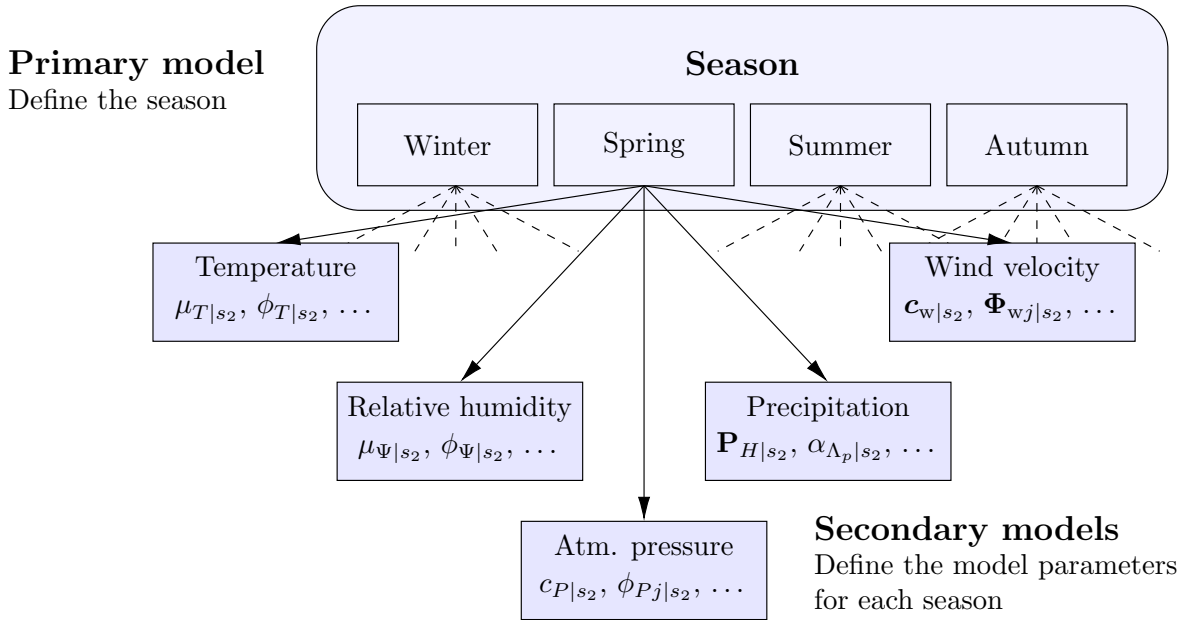 Primary model
Define the season
Season
Winter
Spring
Summer
Autumn
Temperature
μ_{T|s_2}, ϕ_{T|s_2}, …
Wind velocity
𝒄_{w|s_2}, 𝚽_{wj|s_2}, …
Relative humidity
μ_{Ψ|s_2}, ϕ_{Ψ|s_2}, …
Precipitation
𝐏_{H|s_2}, α_{Λ_p|s_2}, …
Atm. pressure
c_{P|s_2}, ϕ_{Pj|s_2}, …
Secondary models
Define the model parameters
for each season